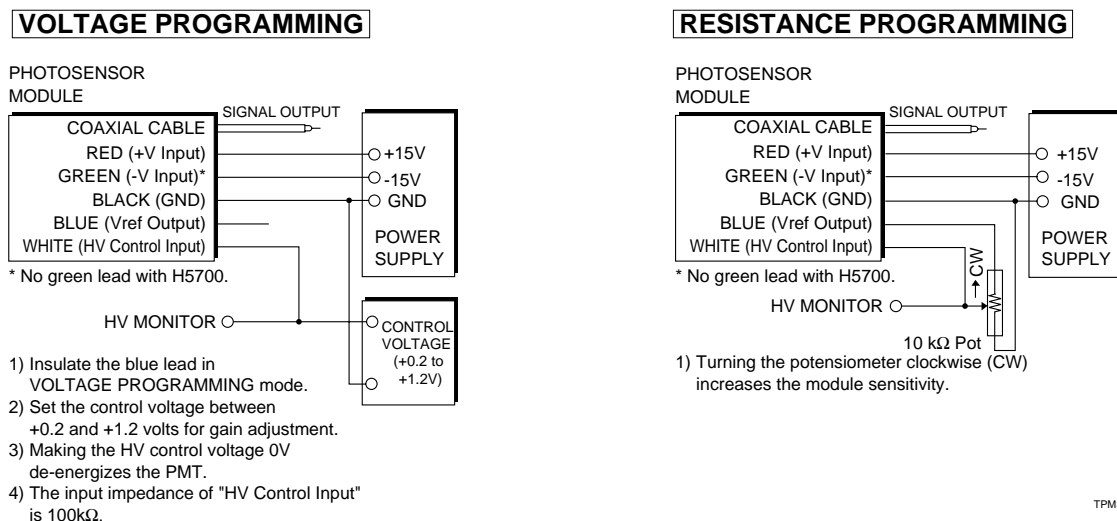 VOLTAGE PROGRAMMING
PHOTOSENSOR
MODULE
SIGNAL OUTPUT
COAXIAL CABLE
RED (+V Input)
GREEN (-V Input)*
BLACK (GND)
BLUE (Vref Output)
WHITE (HV Control Input)
+15V
-15V
GND
POWER
SUPPLY
* No green lead with H5700.
HV MONITOR
CONTROL
VOLTAGE
(+0.2 to
+1.2V)
1) Insulate the blue lead in
VOLTAGE PROGRAMMING mode.
2) Set the control voltage between
+0.2 and +1.2 volts for gain adjustment.
3) Making the HV control voltage 0V
de-energizes the PMT.
4) The input impedance of "HV Control Input"
is 100kΩ.
RESISTANCE PROGRAMMING
PHOTOSENSOR
MODULE
SIGNAL OUTPUT
COAXIAL CABLE
RED (+V Input)
GREEN (-V Input)*
BLACK (GND)
BLUE (Vref Output)
WHITE (HV Control Input)
+15V
-15V
GND
POWER
SUPPLY
* No green lead with H5700.
CW
HV MONITOR
10 kΩ Pot
1) Turning the potensiometer clockwise (CW)
increases the module sensitivity.
TPM